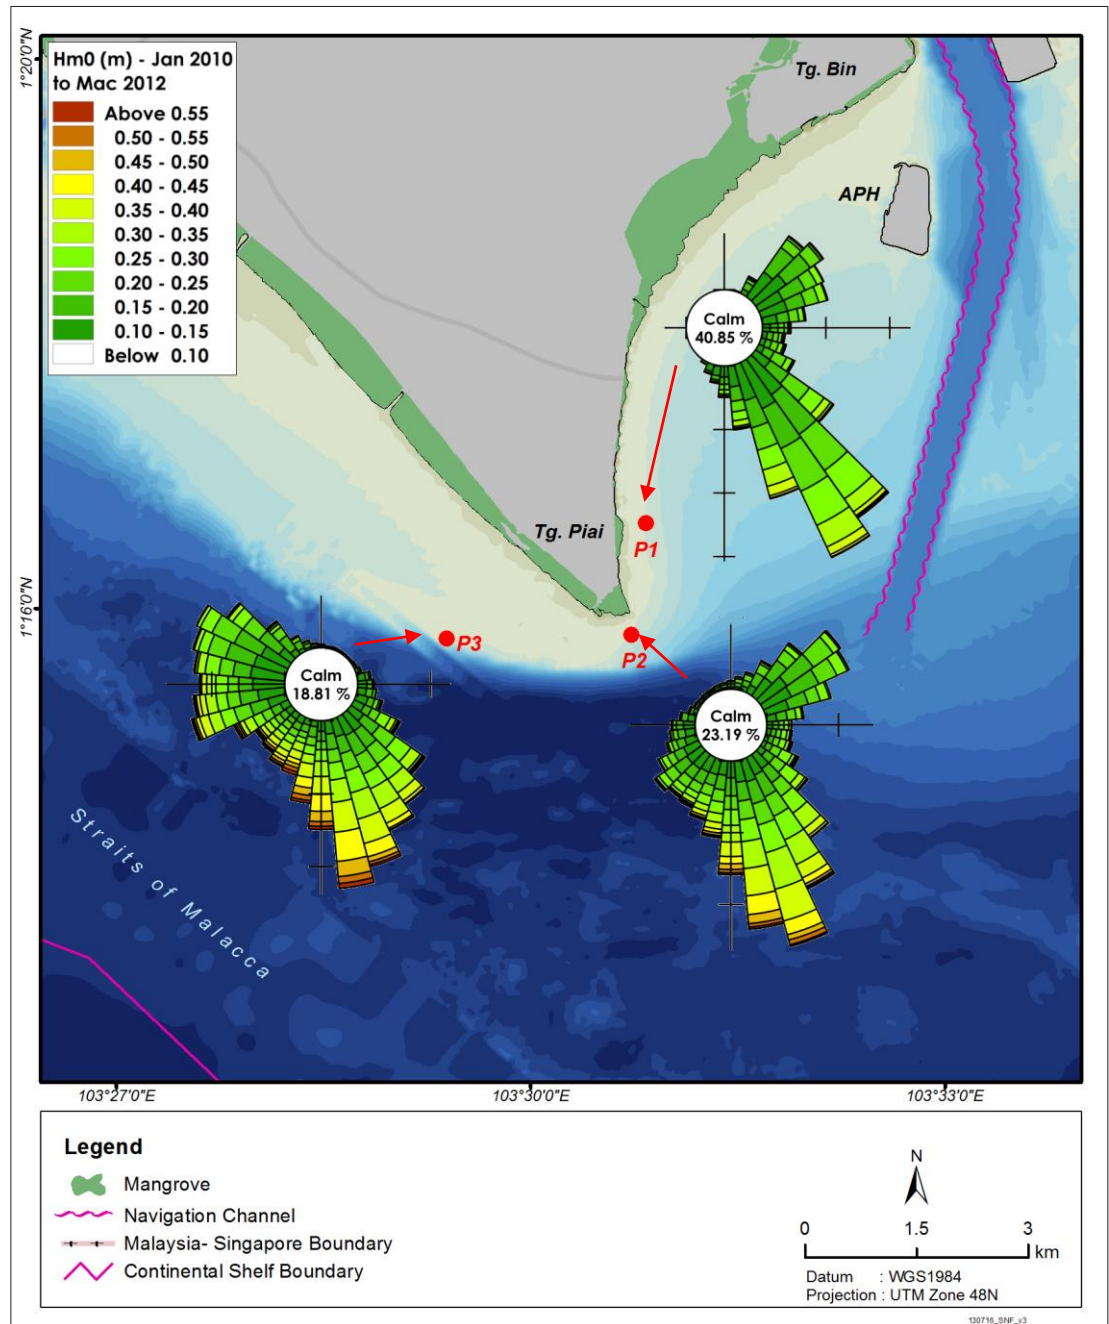 Hm0 (m) - Jan 2010
to Mac 2012
Above 0.55
0.50 - 0.55
0.45 - 0.50
0.40 - 0.45
0.35 - 0.40
0.30 - 0.35
0.25 - 0.30
0.20 - 0.25
0.15 - 0.20
0.10 - 0.15
Below 0.10
1°20'0"N
Tg. Bin
APH
Calm
40.85 %
Tg. Piai
P1
1°16'0"N
P3
P2
Calm
18.81 %
Calm
23.19 %
Straits of Malacca
103°27'0"E
103°30'0"E
103°33'0"E
Legend
Mangrove
Navigation Channel
Malaysia- Singapore Boundary
Continental Shelf Boundary
N
0 1.5 3
km
Datum : WGS1984
Projection : UTM Zone 48N
130716_SNF_v3